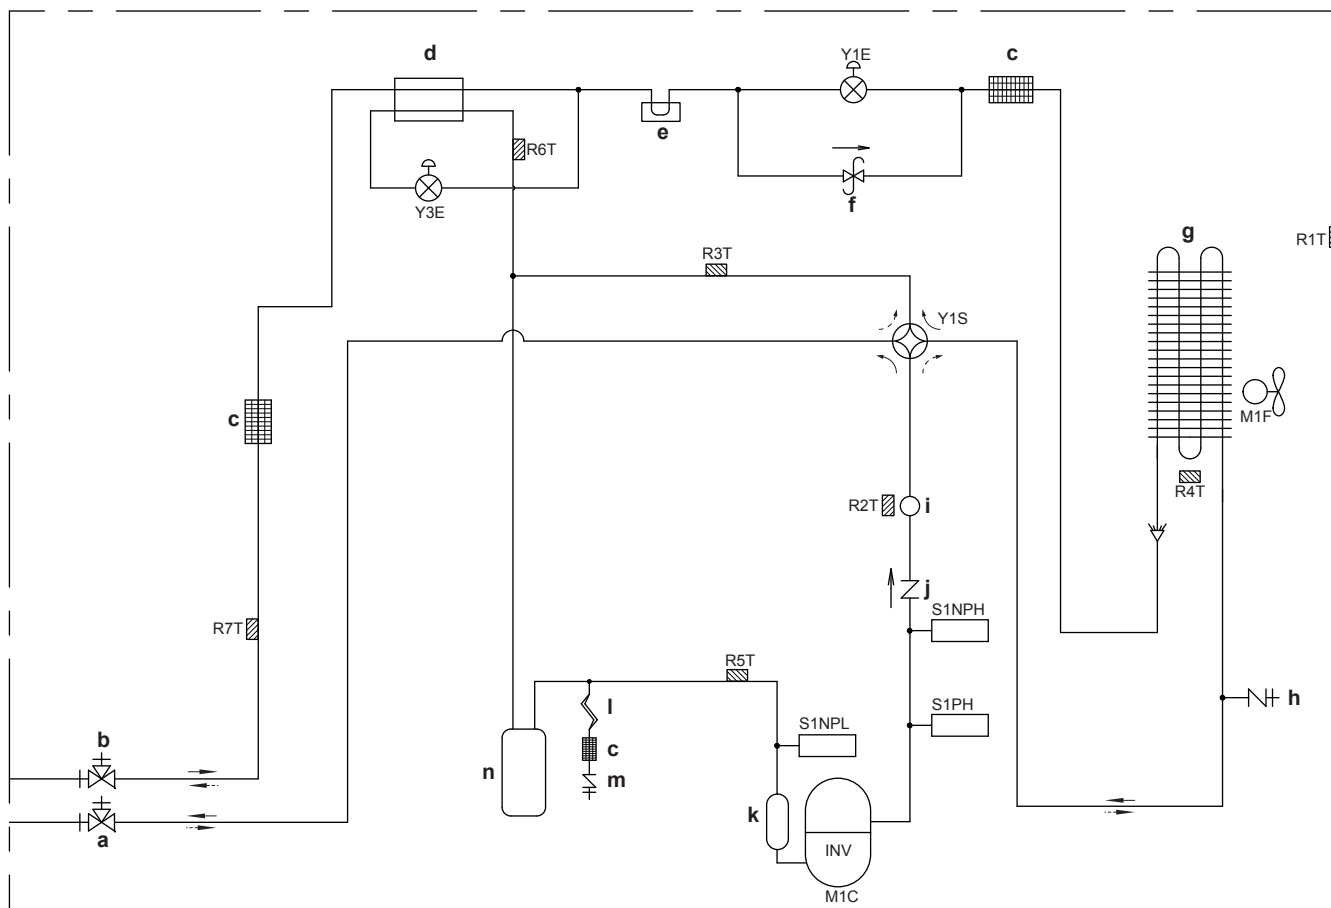 d
Y1E
c
e
R6T
Y3E
f
g
R1T
R3T
Y1S
c
M1F
R4T
R2T
i
j
S1NPH
R7T
R5T
l
S1PH
h
S1NPL
b
c
n
m
k
a
INV
M1C